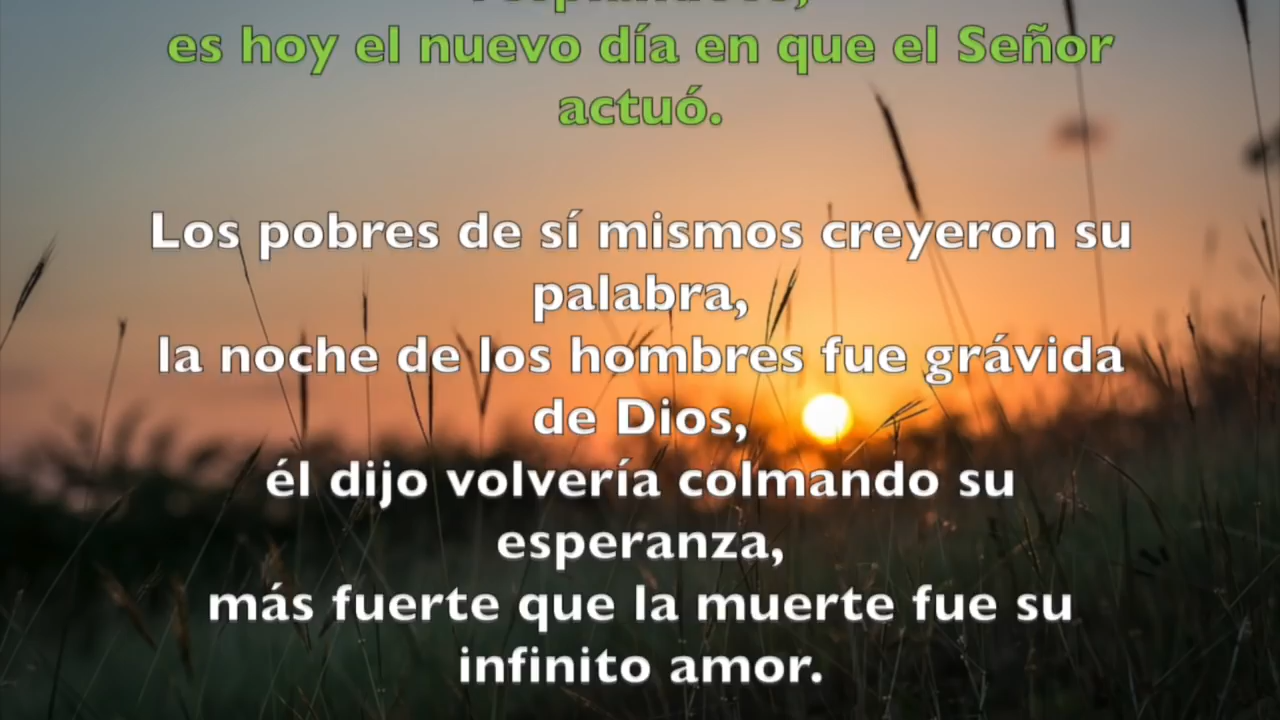 es hoy el nuevo día en que el Señor
actuó.
Los pobres de sí mismos creyeron su
palabra,
la noche de los hombres fue grávida
de Dios,
él dijo volvería colmando su
esperanza,
más fuerte que la muerte fue su
infinito amor.